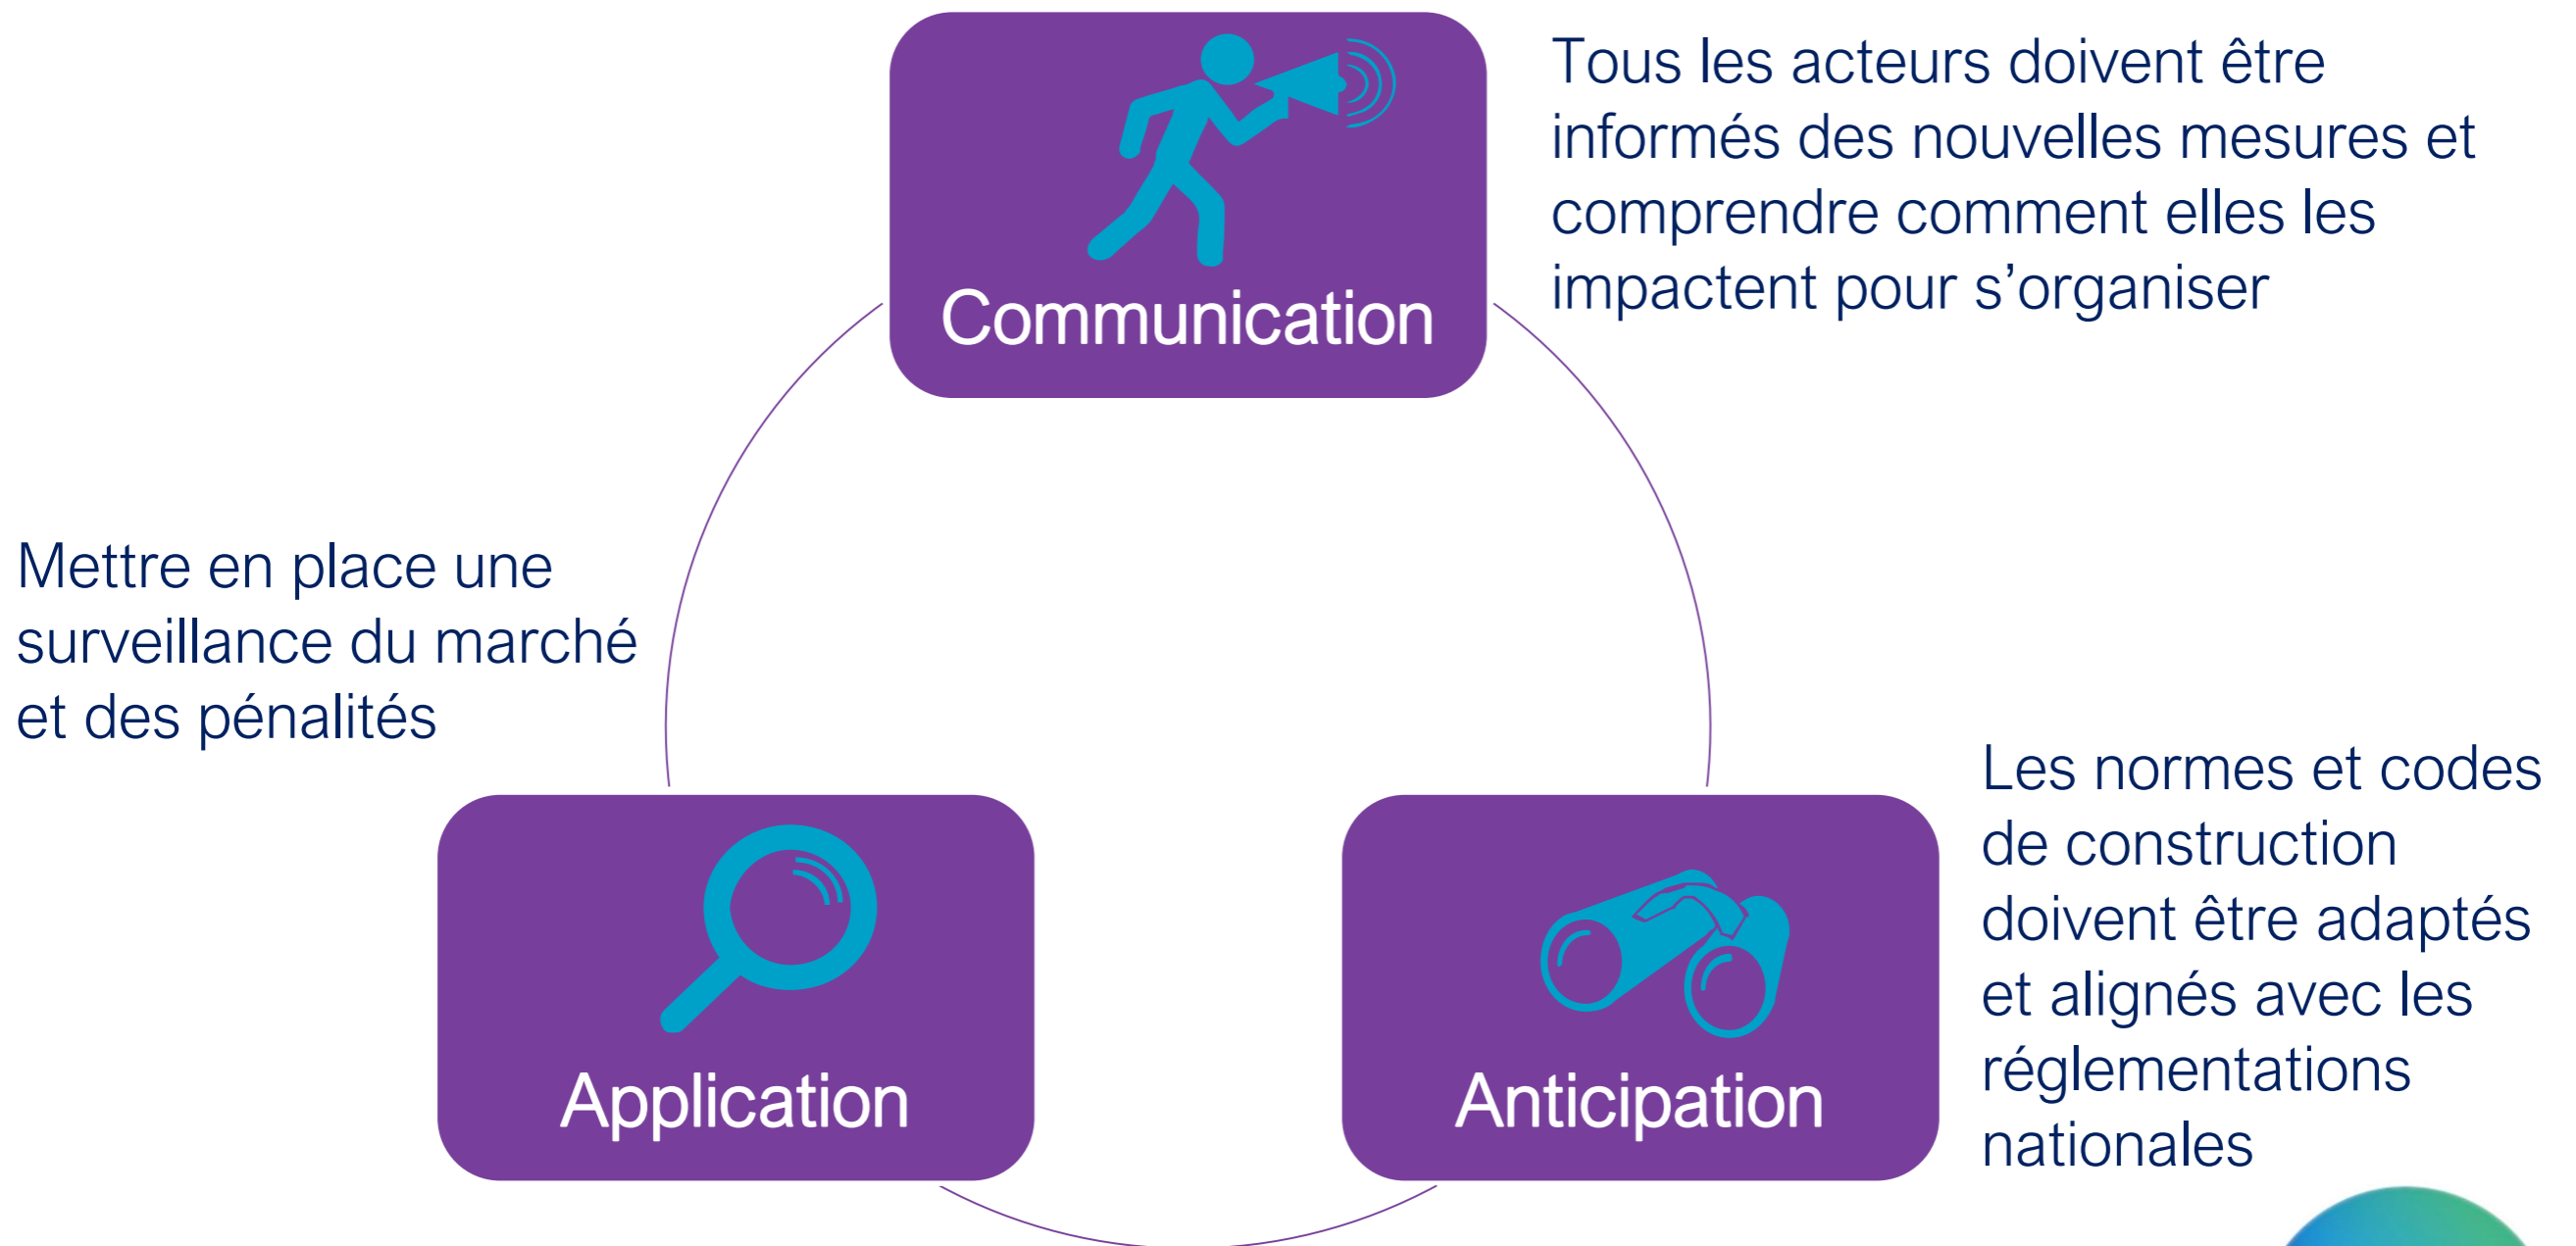 Communication
Tous les acteurs doivent être
informés des nouvelles mesures et
comprendre comment elles les
impactent pour s’organiser
Mettre en place une
surveillance du marché
et des pénalités
Application
Anticipation
Les normes et codes
de construction
doivent être adaptés
et alignés avec les
réglementations
nationales